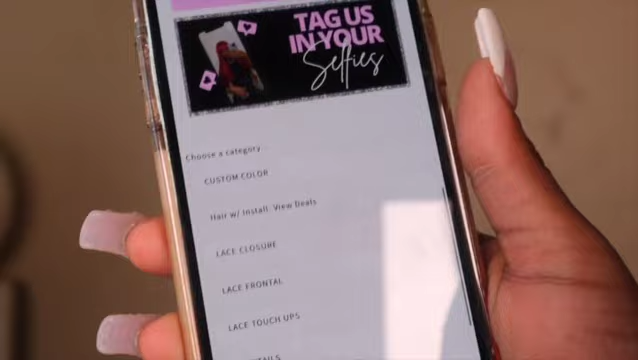 TAG US
IN YOUR
Selfies
Choose a category...
CUSTOM COLOR
Hair w/ Install. View Deals
LACE CLOSURE
LACE FRONTAL
LACE TOUCH UPS